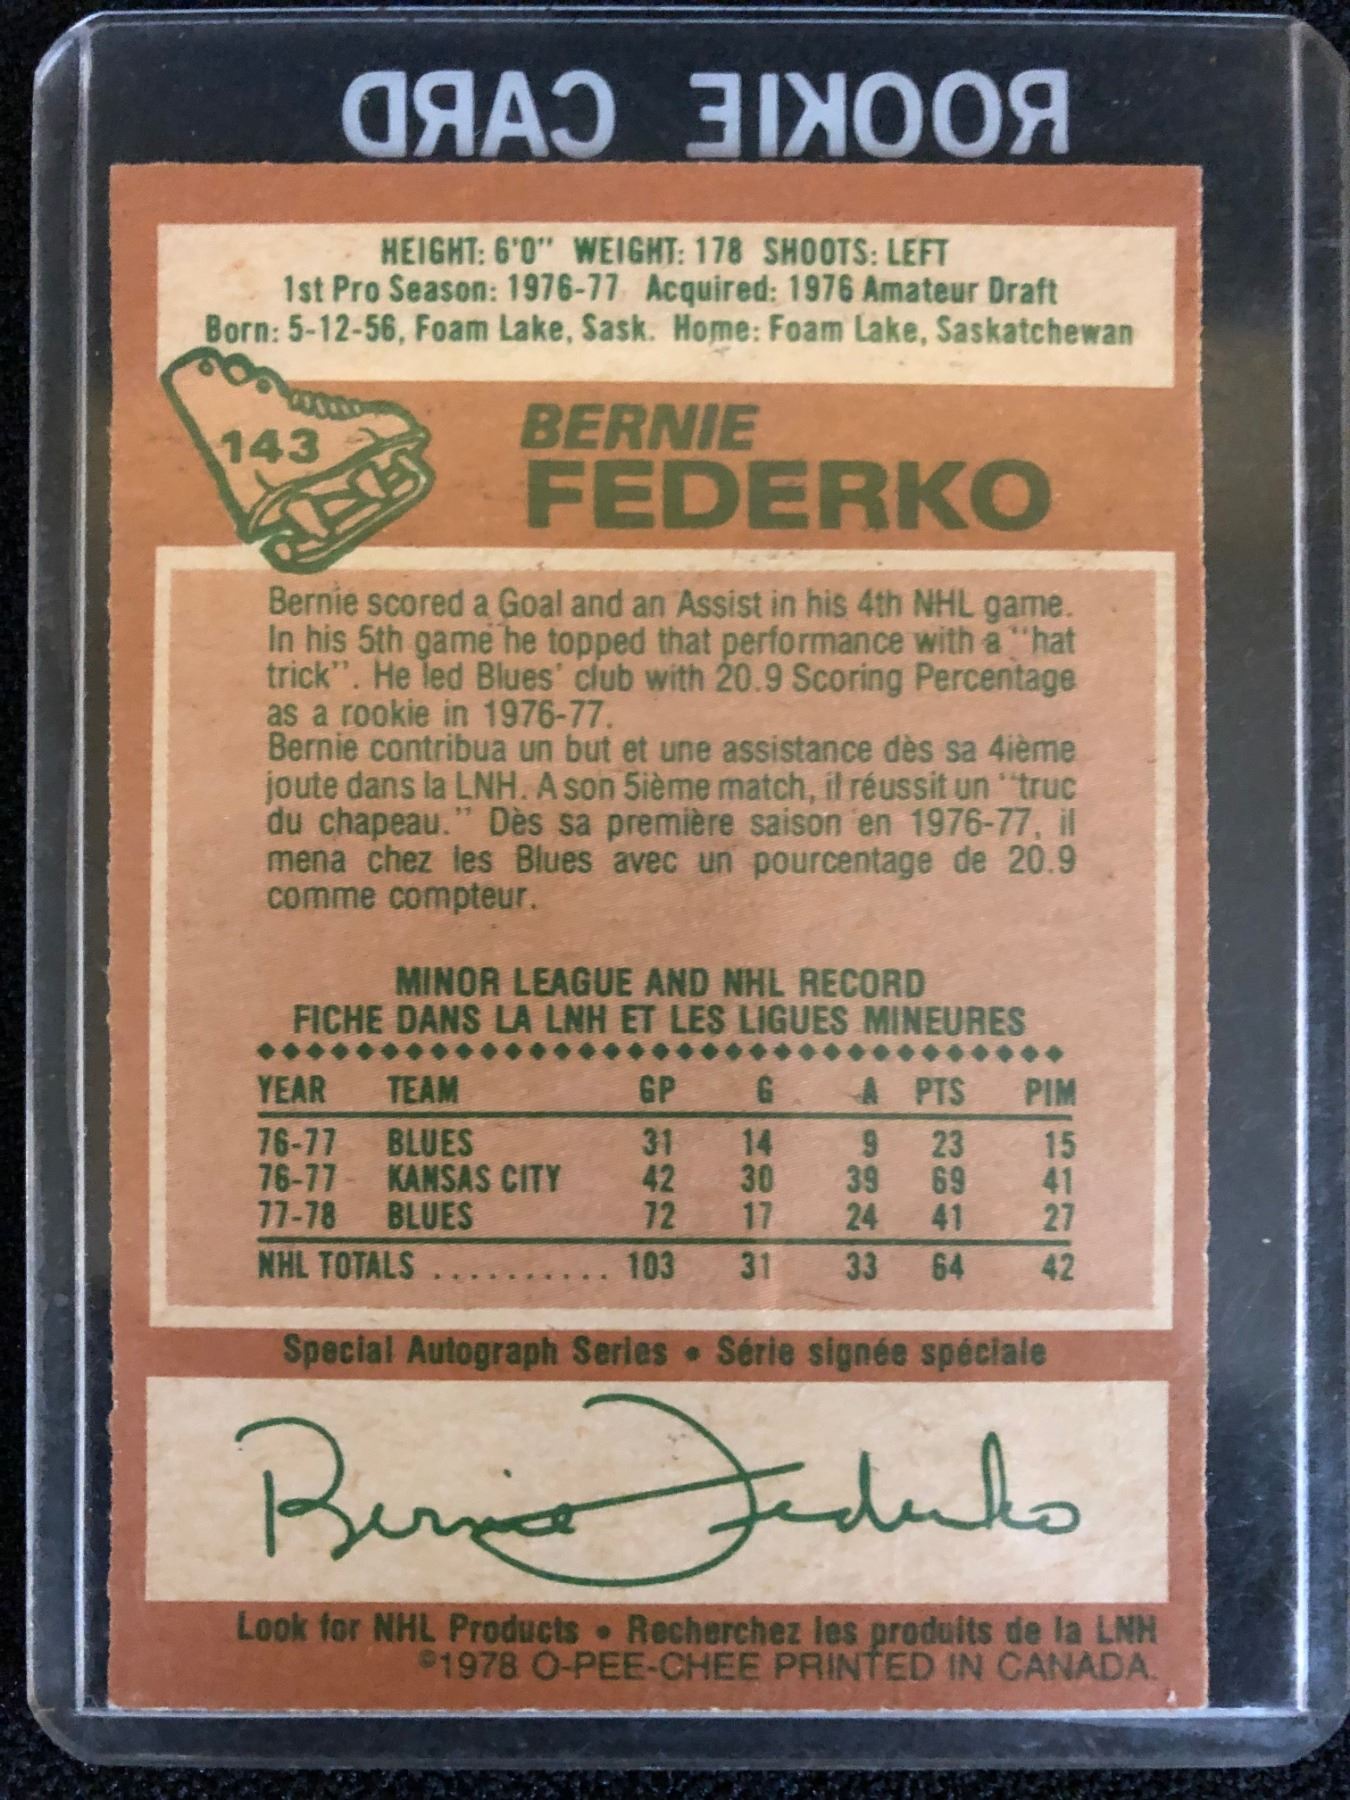 ROOKIE CARD
HEIGHT: 6'0" WEIGHT: 178 SHOOTS: LEFT
1st Pro Season: 1976-77 Acquired: 1976 Amateur Draft
Born: 5-12-56, Foam Lake, Sask. Home: Foam Lake, Saskatchewan
143
BERNIE
FEDERKO
Bernie scored a Goal and an Assist in his 4th NHL game.
In his 5th game he topped that performance with a "hat
trick". He led Blues' club with 20.9 Scoring Percentage
as a rookie in 1976-77.
Bernie contribua un but et une assistance dès sa 4ième
joute dans la LNH. A son 5ième match, il réussit un "truc
du chapeau." Dès sa première saison en 1976-77, il
mena chez les Blues avec un pourcentage de 20.9
comme compteur.
MINOR LEAGUE AND NHL RECORD
FICHE DANS LA LNH ET LES LIGUES MINEURES
YEAR TEAM GP G A PTS PIM
76-77 BLUES 31 14 9 23 15
76-77 KANSAS CITY 42 30 39 69 41
77-78 BLUES 72 17 24 41 27
NHL TOTALS .......... 103 31 33 64 42
Special Autograph Series • Série signée spéciale
Bernie Federko
Look for NHL Products • Recherchez les produits de la LNH
©1978 O-PEE-CHEE PRINTED IN CANADA.